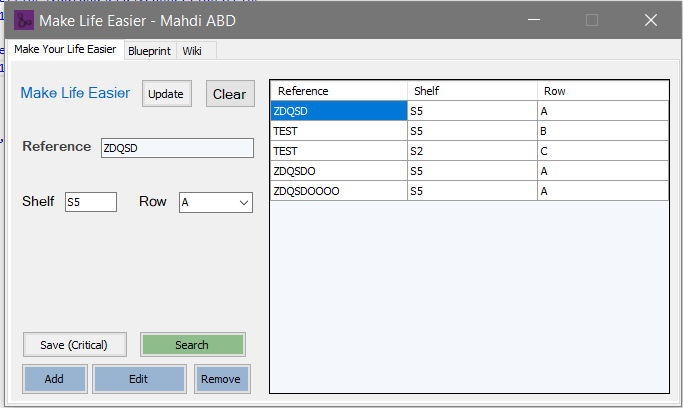 Make Life Easier - Mahdi ABD
Make Your Life Easier Blueprint Wiki
Make Life Easier Update Clear
Reference ZDQSD
Shelf S5 Row A
Save (Critical) Search
Add Edit Remove
Reference Shelf Row
ZDQSD S5 A
TEST S5 B
TEST S2 C
ZDQSDO S5 A
ZDQSDOOOO S5 A